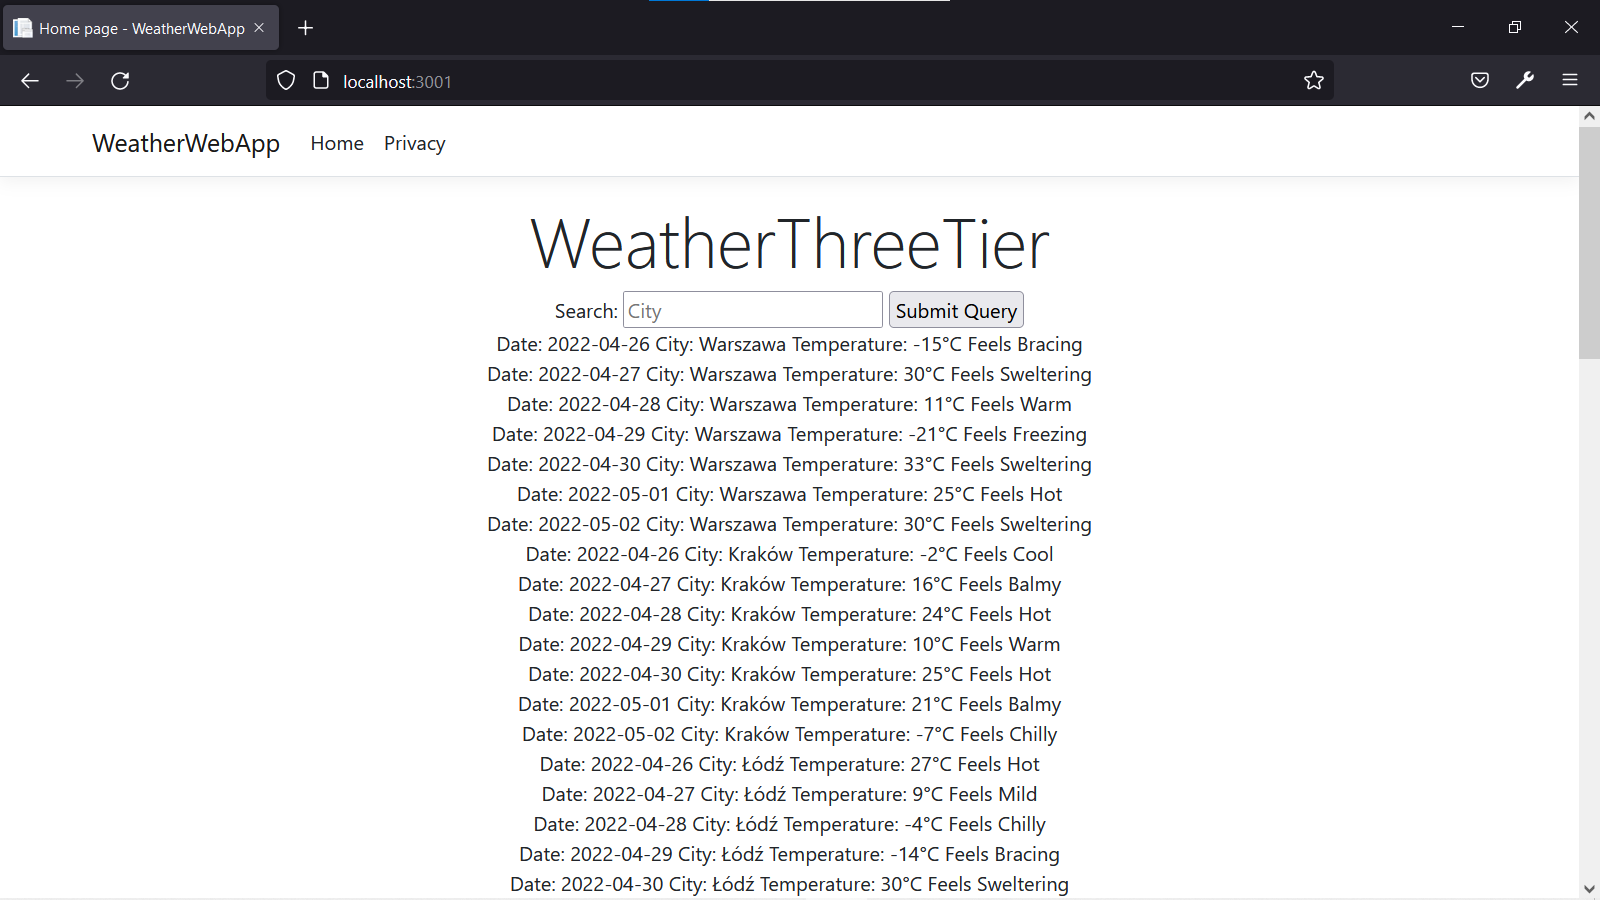 Home page - WeatherWebApp
localhost:3001
WeatherWebApp Home Privacy
WeatherThreeTier
Search: City Submit Query
Date: 2022-04-26 City: Warszawa Temperature: -15°C Feels Bracing
Date: 2022-04-27 City: Warszawa Temperature: 30°C Feels Sweltering
Date: 2022-04-28 City: Warszawa Temperature: 11°C Feels Warm
Date: 2022-04-29 City: Warszawa Temperature: -21°C Feels Freezing
Date: 2022-04-30 City: Warszawa Temperature: 33°C Feels Sweltering
Date: 2022-05-01 City: Warszawa Temperature: 25°C Feels Hot
Date: 2022-05-02 City: Warszawa Temperature: 30°C Feels Sweltering
Date: 2022-04-26 City: Kraków Temperature: -2°C Feels Cool
Date: 2022-04-27 City: Kraków Temperature: 16°C Feels Balmy
Date: 2022-04-28 City: Kraków Temperature: 24°C Feels Hot
Date: 2022-04-29 City: Kraków Temperature: 10°C Feels Warm
Date: 2022-04-30 City: Kraków Temperature: 25°C Feels Hot
Date: 2022-05-01 City: Kraków Temperature: 21°C Feels Balmy
Date: 2022-05-02 City: Kraków Temperature: -7°C Feels Chilly
Date: 2022-04-26 City: Łódź Temperature: 27°C Feels Hot
Date: 2022-04-27 City: Łódź Temperature: 9°C Feels Mild
Date: 2022-04-28 City: Łódź Temperature: -4°C Feels Chilly
Date: 2022-04-29 City: Łódź Temperature: -14°C Feels Bracing
Date: 2022-04-30 City: Łódź Temperature: 30°C Feels Sweltering